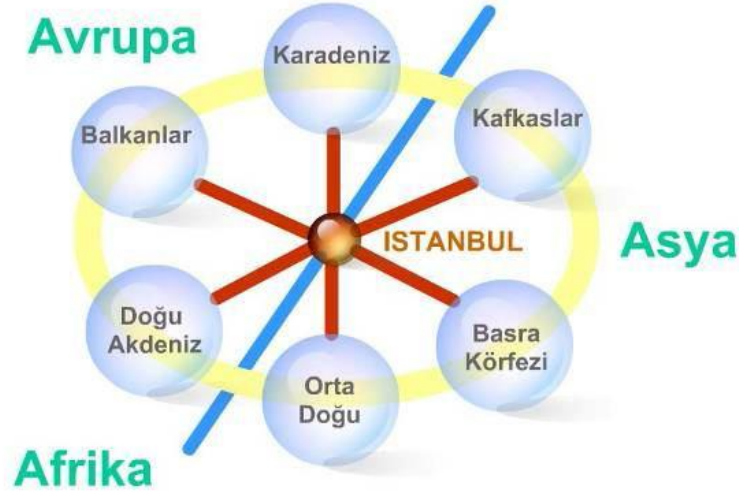 Avrupa
Karadeniz
Kafkaslar
Balkanlar
ISTANBUL
Asya
Doğu
Akdeniz
Basra
Körfezi
Orta
Doğu
Afrika